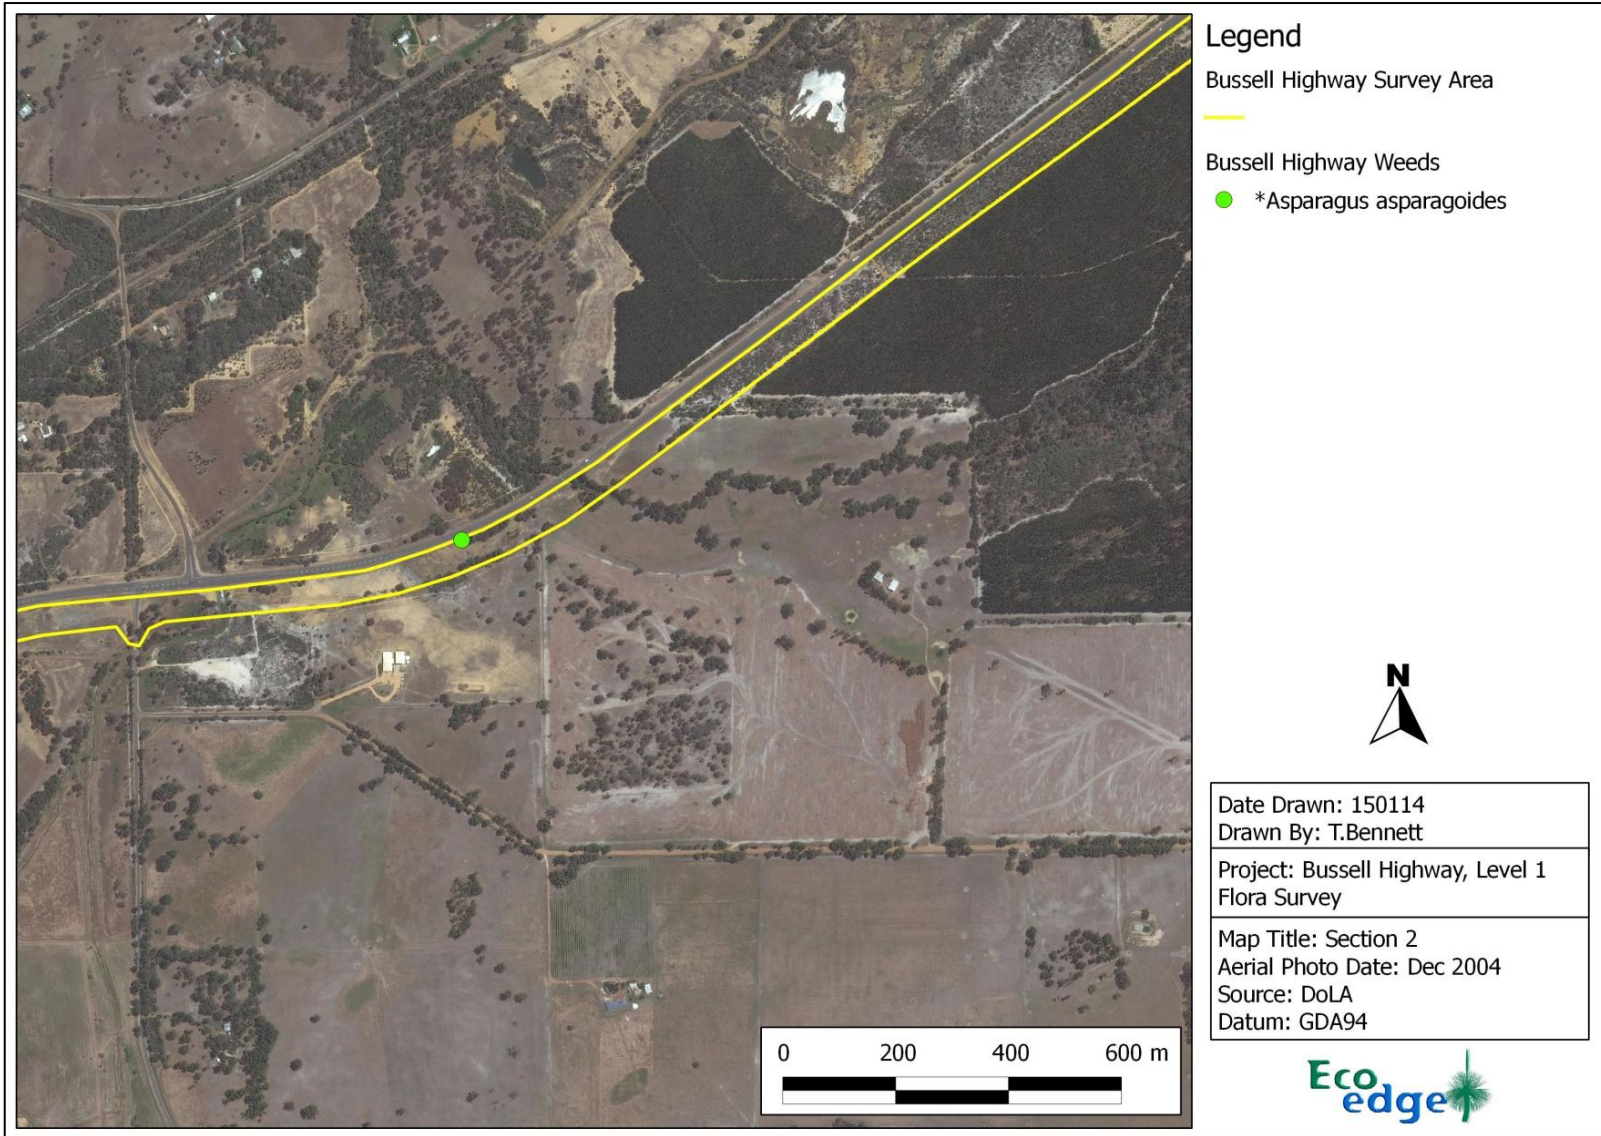 Legend
Bussell Highway Survey Area
Bussell Highway Weeds
*Asparagus asparagoides
N
Date Drawn: 150114
Drawn By: T.Bennett
Project: Bussell Highway, Level 1
Flora Survey
Map Title: Section 2
Aerial Photo Date: Dec 2004
Source: DoLA
Datum: GDA94
0 200 400 600 m
Eco
edge